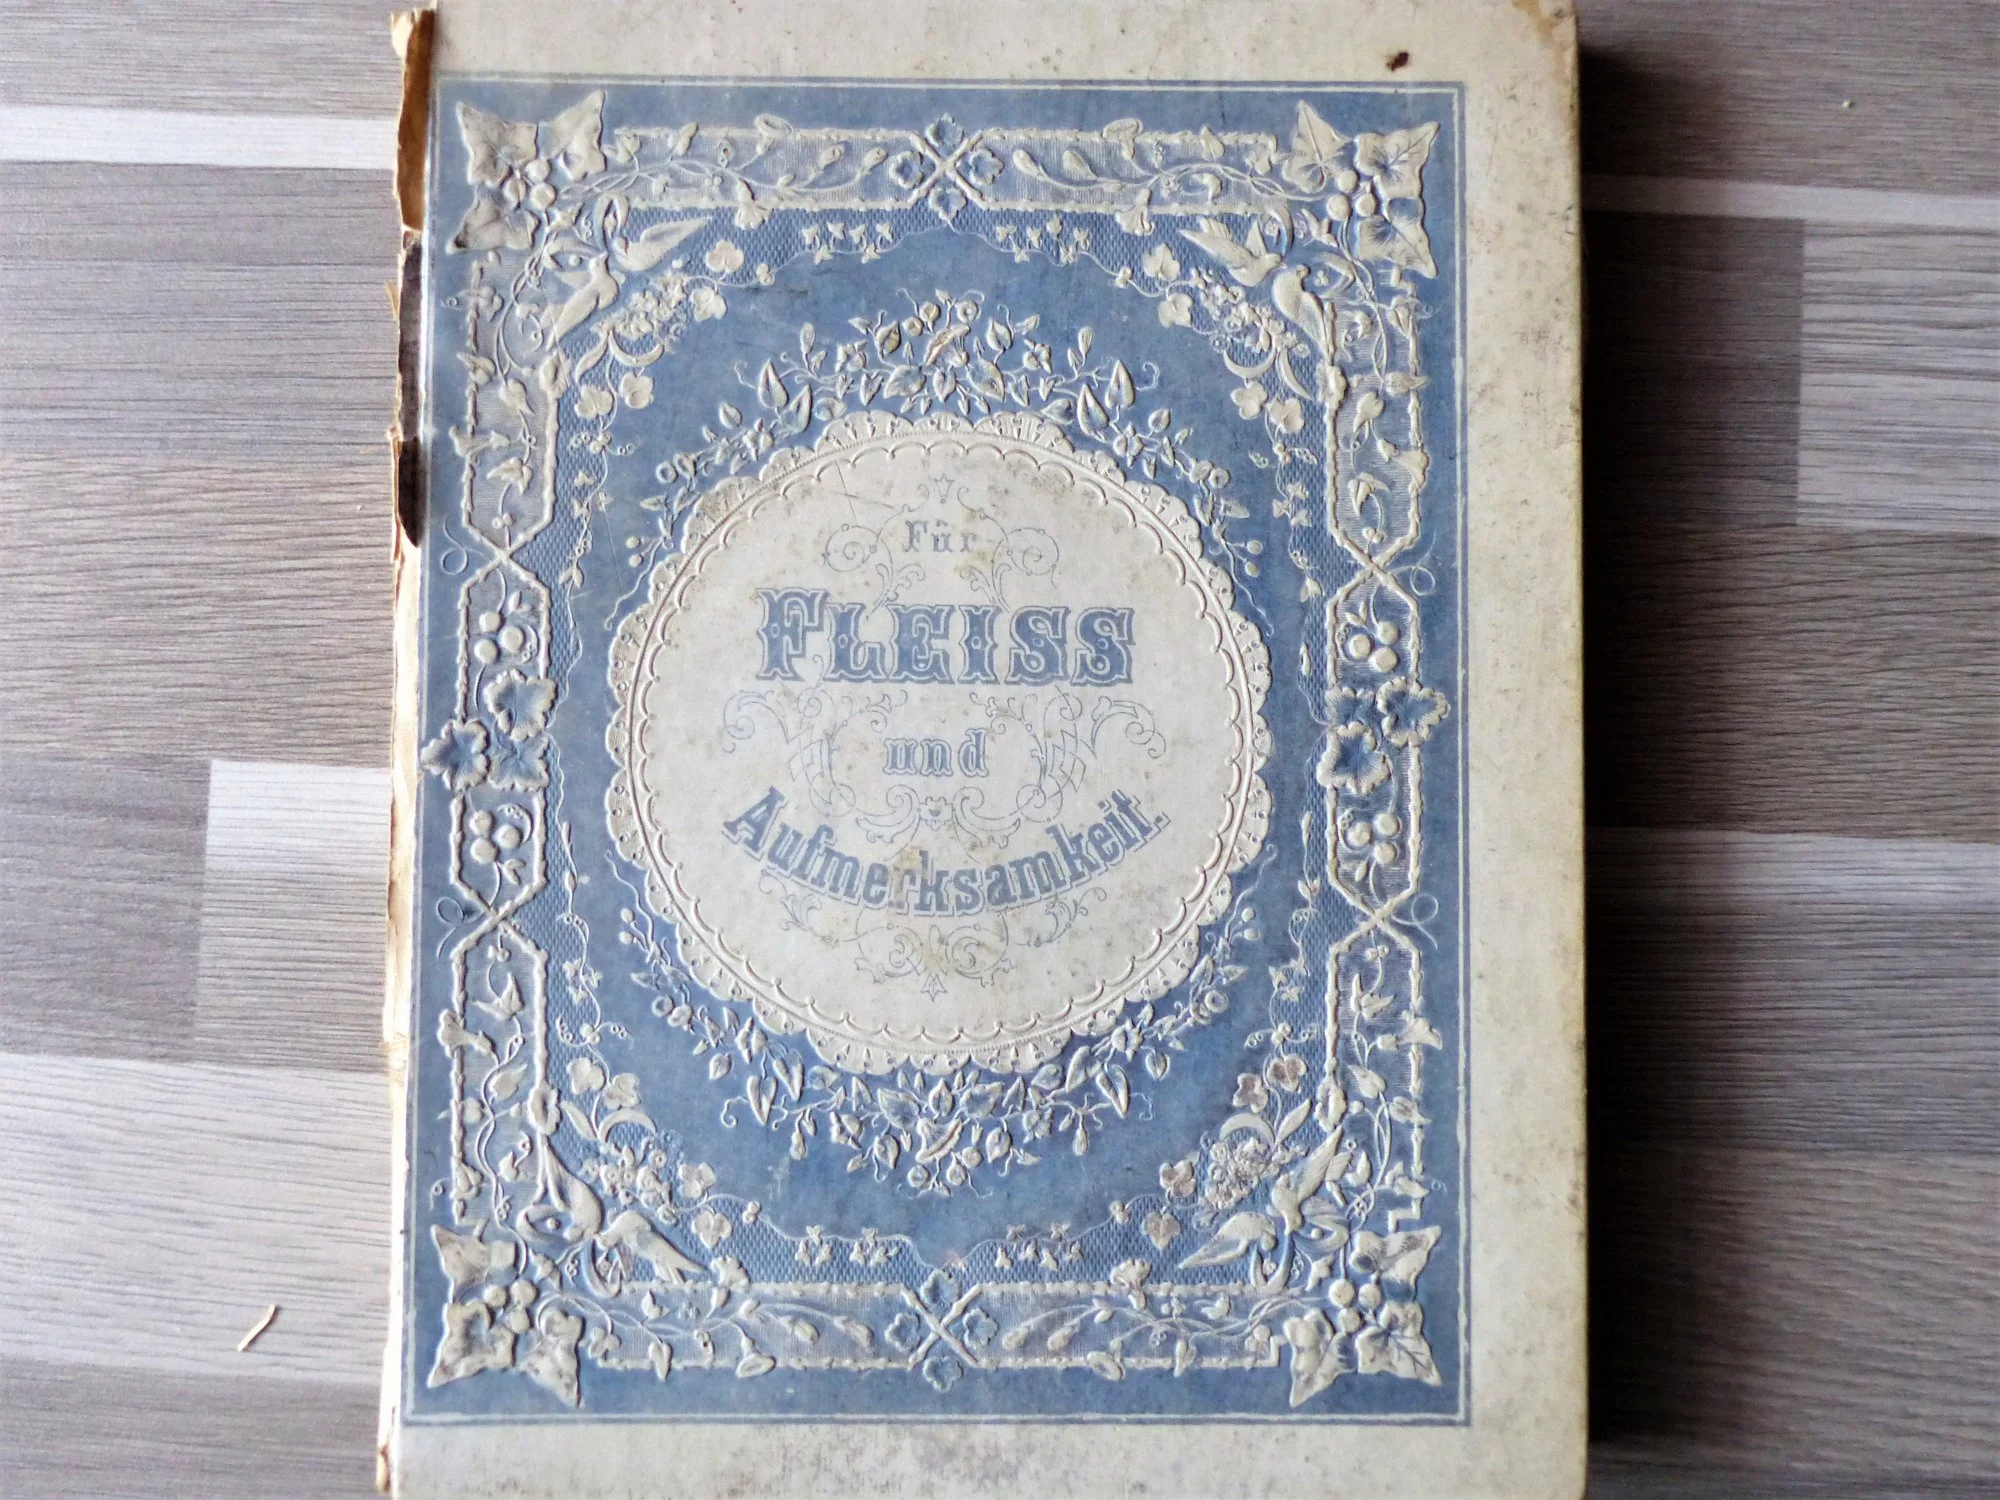 Für
FLEISS
und
Aufmerksamkeit.